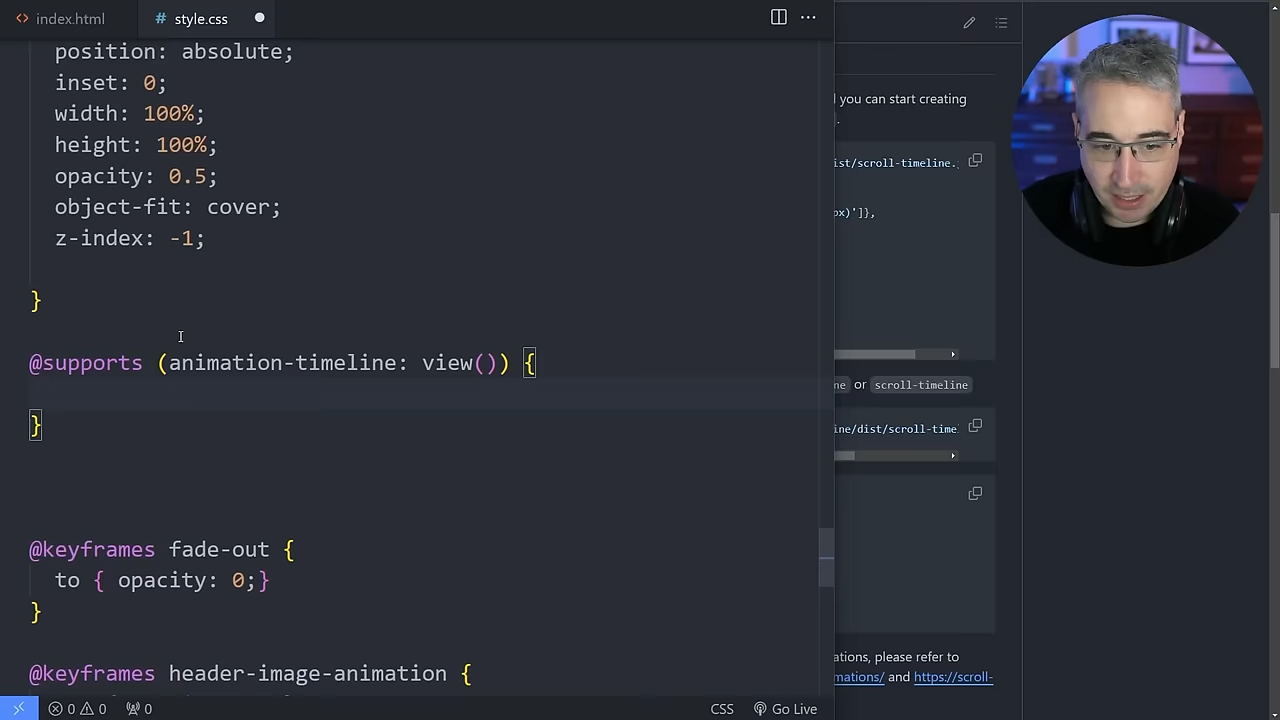 index.html
# style.css
position: absolute;
inset: 0;
width: 100%;
height: 100%;
opacity: 0.5;
object-fit: cover;
z-index: -1;
}
@supports (animation-timeline: view()) {
}
@keyframes fade-out {
to { opacity: 0;}
}
@keyframes header-image-animation {
0 0 0
CSS Go Live
you can start creating
ist/scroll-timeline.
px)']},
or scroll-timeline
ine/dist/scroll-time
ations, please refer to
mations/ and https://scroll-